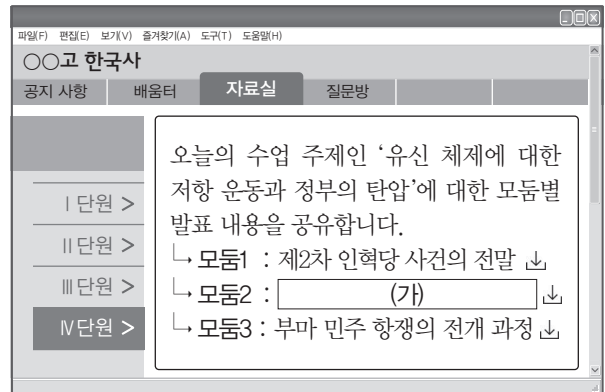 파일(F) 편집(E) 보기(V) 즐겨찾기(A) 도구(T) 도움말(H)
○○고 한국사
공지 사항 배움터 자료실 질문방
Ⅰ단원 >
Ⅱ단원 >
Ⅲ단원 >
Ⅳ단원 >
오늘의 수업 주제인 ‘유신 체제에 대한
저항 운동과 정부의 탄압’에 대한 모둠별
발표 내용을 공유합니다.
모둠1 : 제2차 인혁당 사건의 전말
모둠2 : (가)
모둠3 : 부마 민주 항쟁의 전개 과정